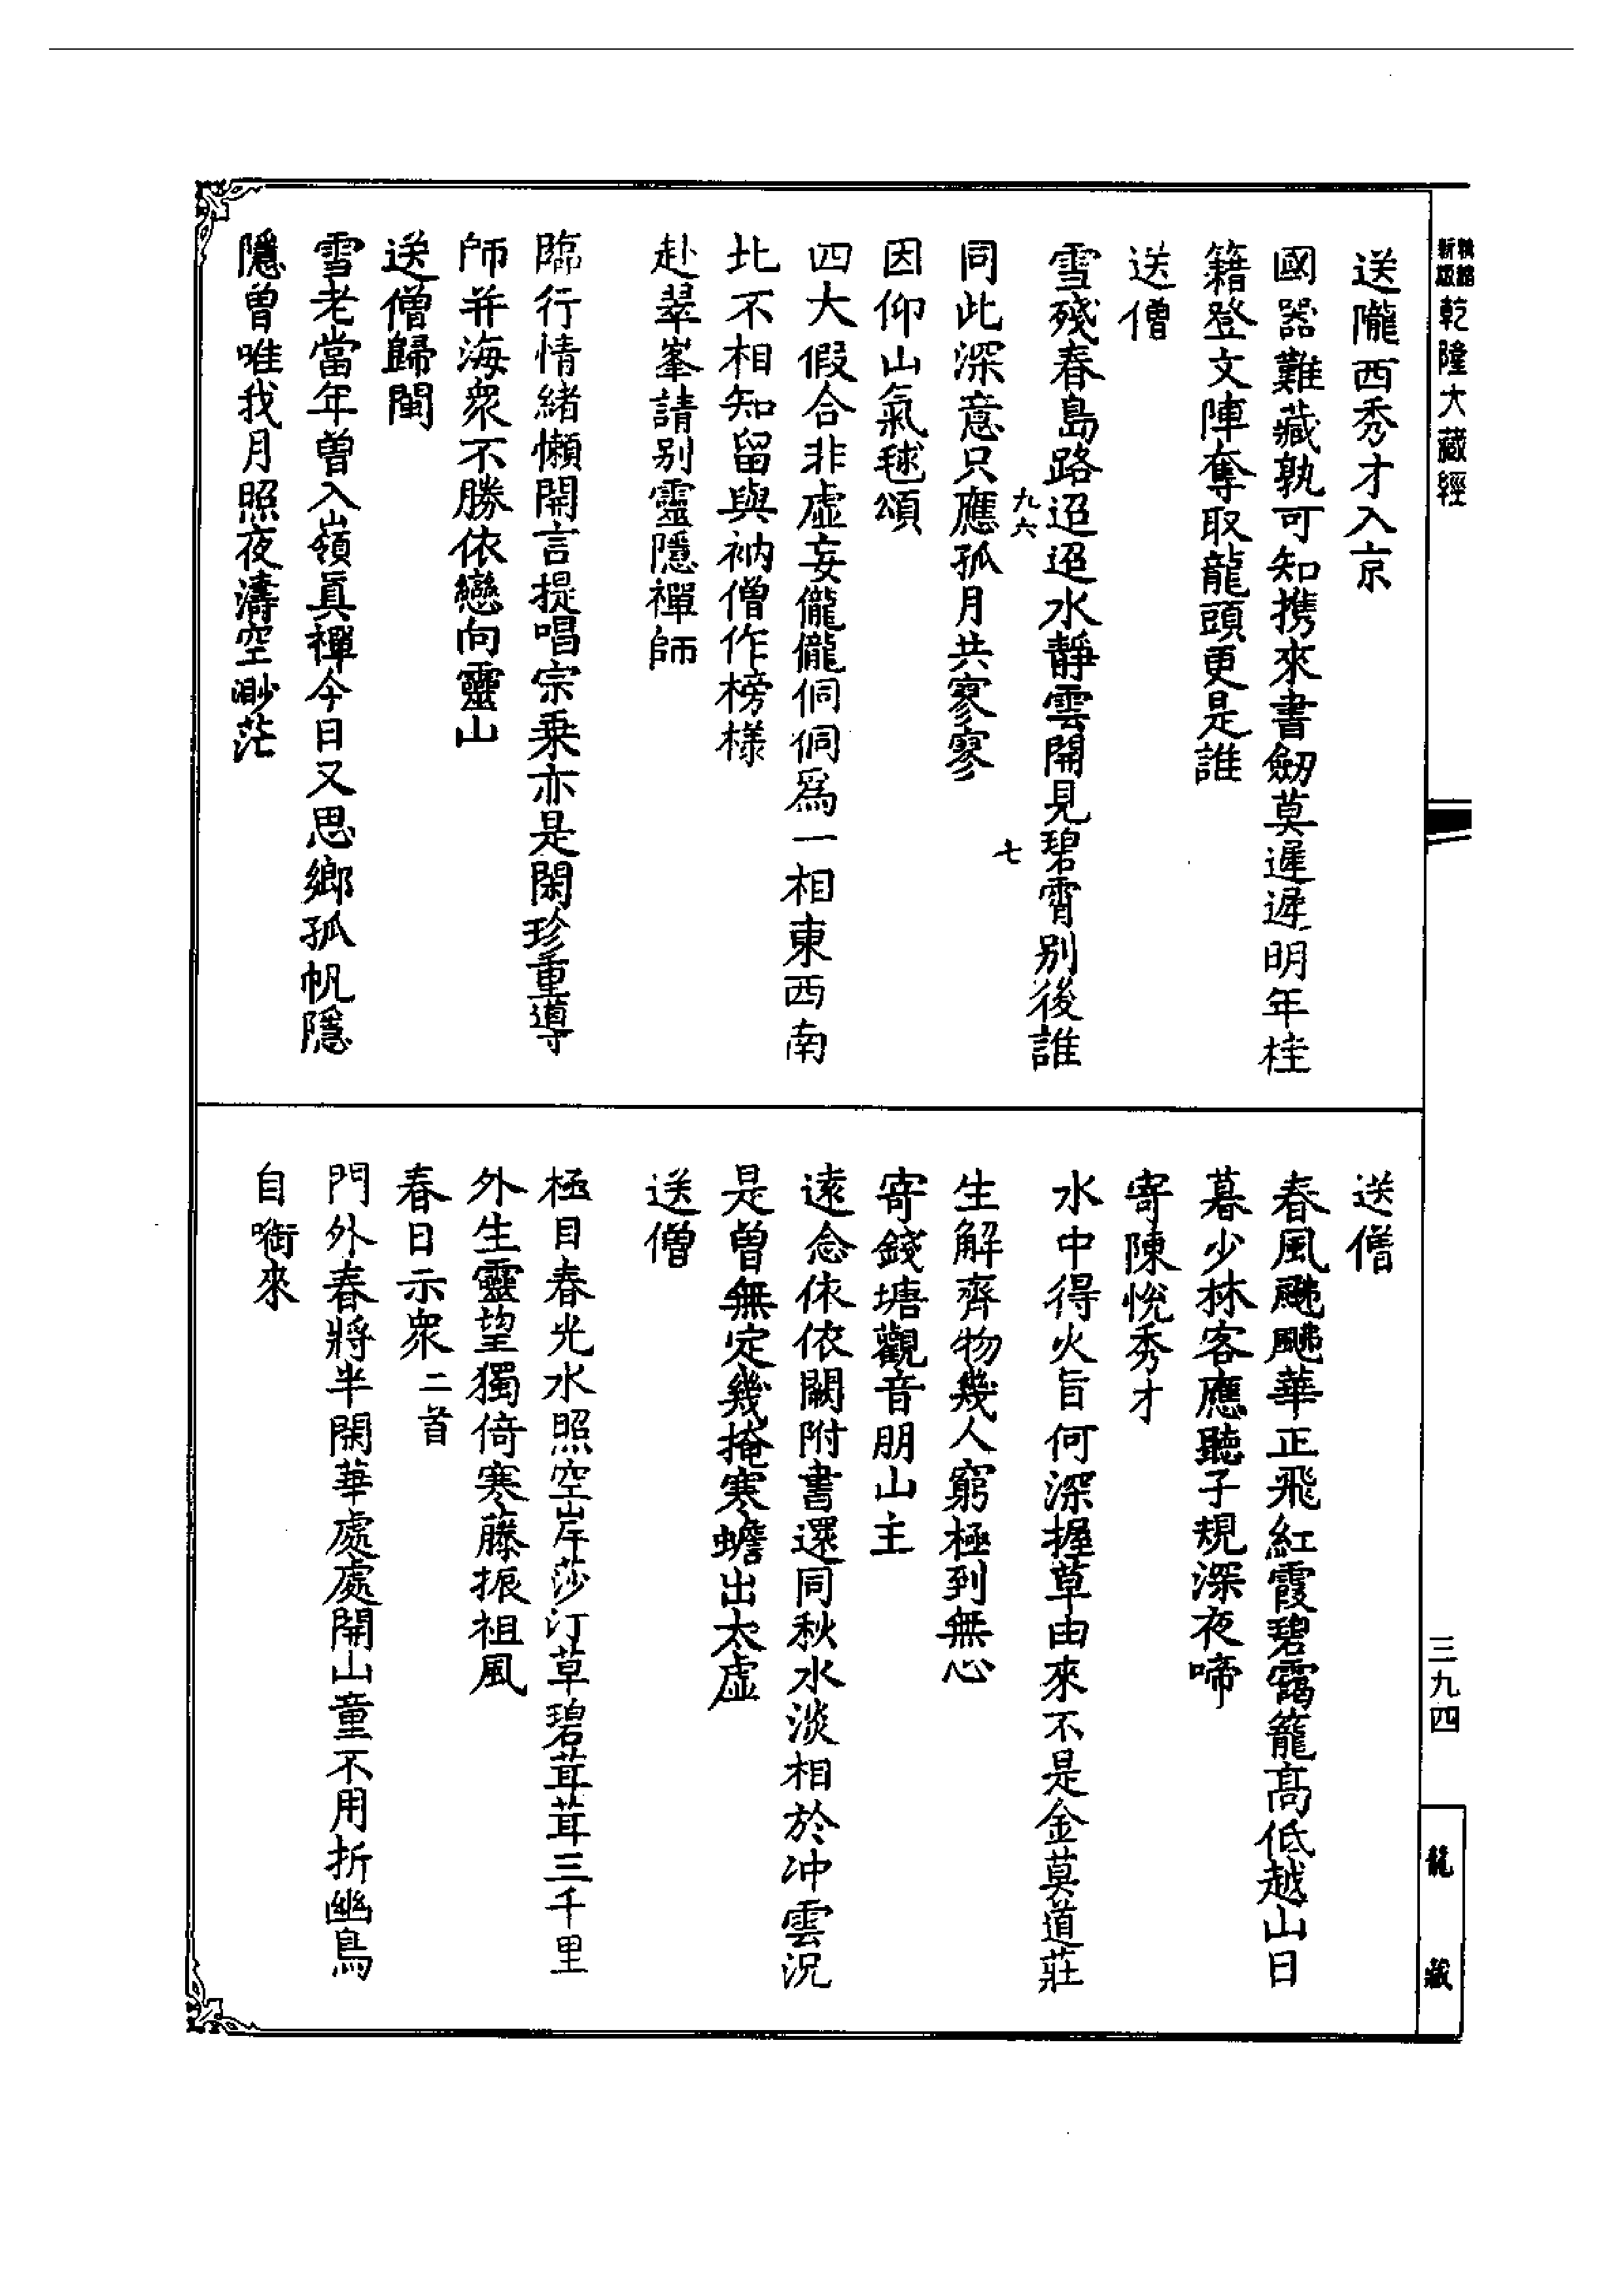 精縮
新版
乾隆大藏經
送隴西秀才入京
國器難藏孰可知携來書劒莫遲遲明年桂
籍登文陣奪取龍頭更是誰
送僧
雪殘春島路迢迢水靜雲開見碧霄別後誰
九六
七
同此深意只應孤月共寥寥
因仰山氣毬頌
四大假合非虛妄儱儱侗侗爲一相東西南
北不相知留與衲僧作榜樣
赴翠峯請別靈隱禪師
臨行情緒懶開言提唱宗乗亦是閑珍重導
師并海衆不勝依戀向靈山
送僧歸閩
雪老當年曽入嶺眞禪今日又思鄉孤帆隱
隱曽唯我月照夜濤空渺茫
送僧
春風颺颺華正飛紅霞碧靄籠高低越山日
暮少林客應聽子規深夜啼
寄陳悅秀才
水中得火旨何深握草由來不是金莫道莊
生解齊物幾人窮極到無心
寄錢塘觀音朋山主
遠念依依闕附書還同秋水淡相於冲雲況
是曽無定幾掩寒蟾出太虛
送僧
極目春光水照空岸莎汀草碧茸茸三千里
外生靈望獨倚寒藤振祖風
春日示衆二首
門外春將半閑華處處開山童不用折幽鳥
自㗸來
三九四
龍藏